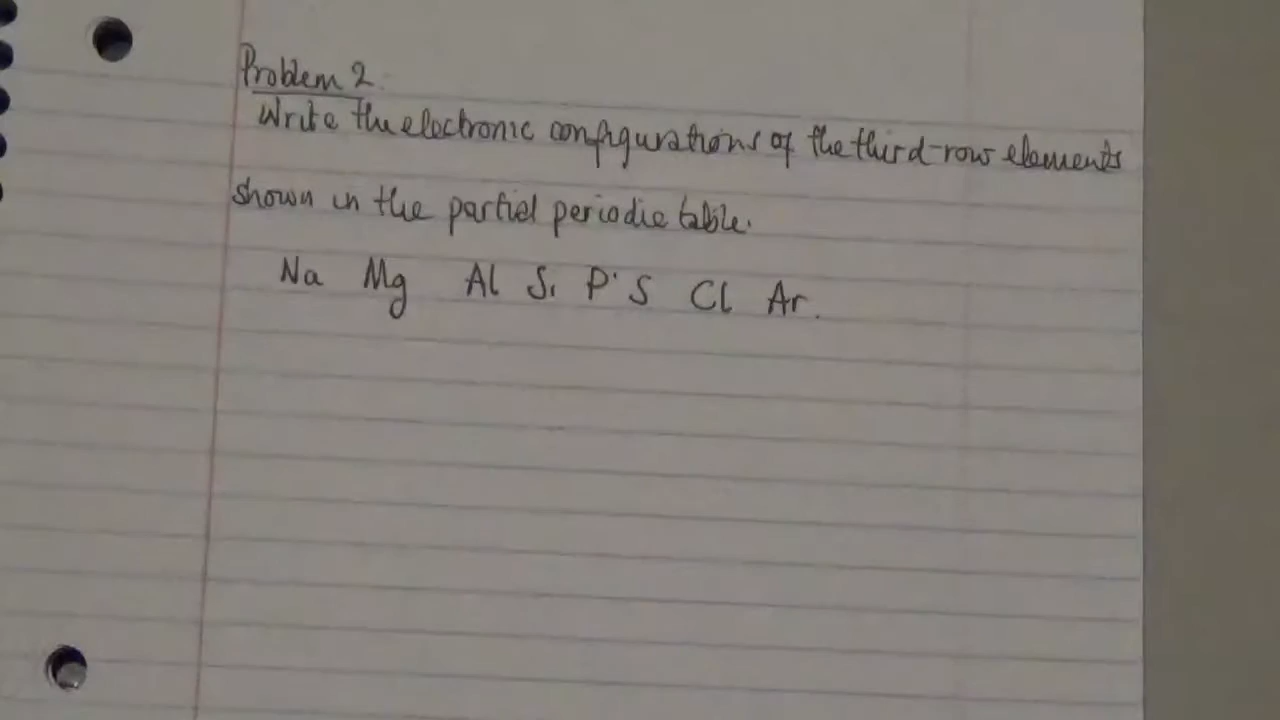 Problem 2.
Write the electronic configurations of the third-row elements
shown in the partial periodic table.
Na Mg Al Si P S Cl Ar.